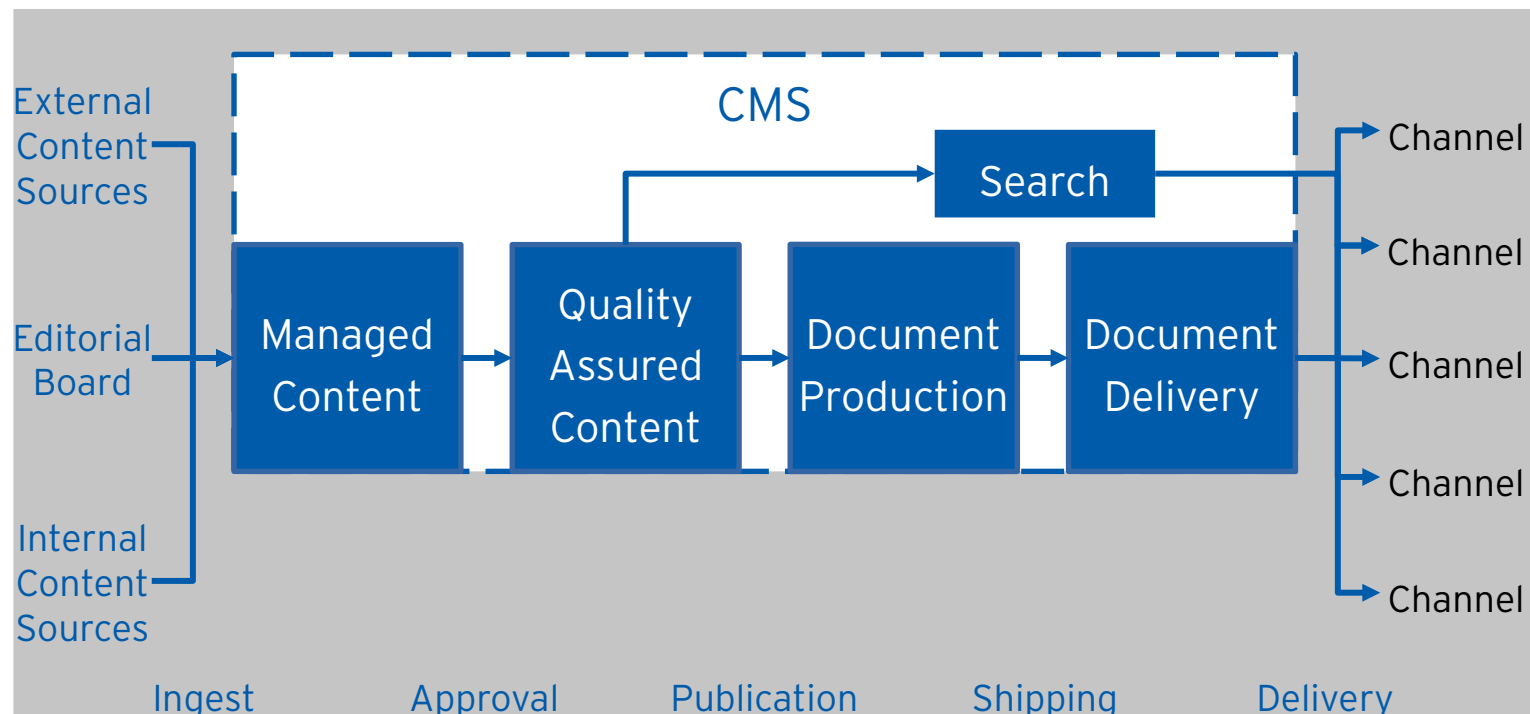 CMS
External
Content
Sources
Editorial
Board
Internal
Content
Sources
Search
Managed
Content
Quality
Assured
Content
Document
Production
Document
Delivery
Channel
Channel
Channel
Channel
Channel
Ingest
Approval
Publication
Shipping
Delivery